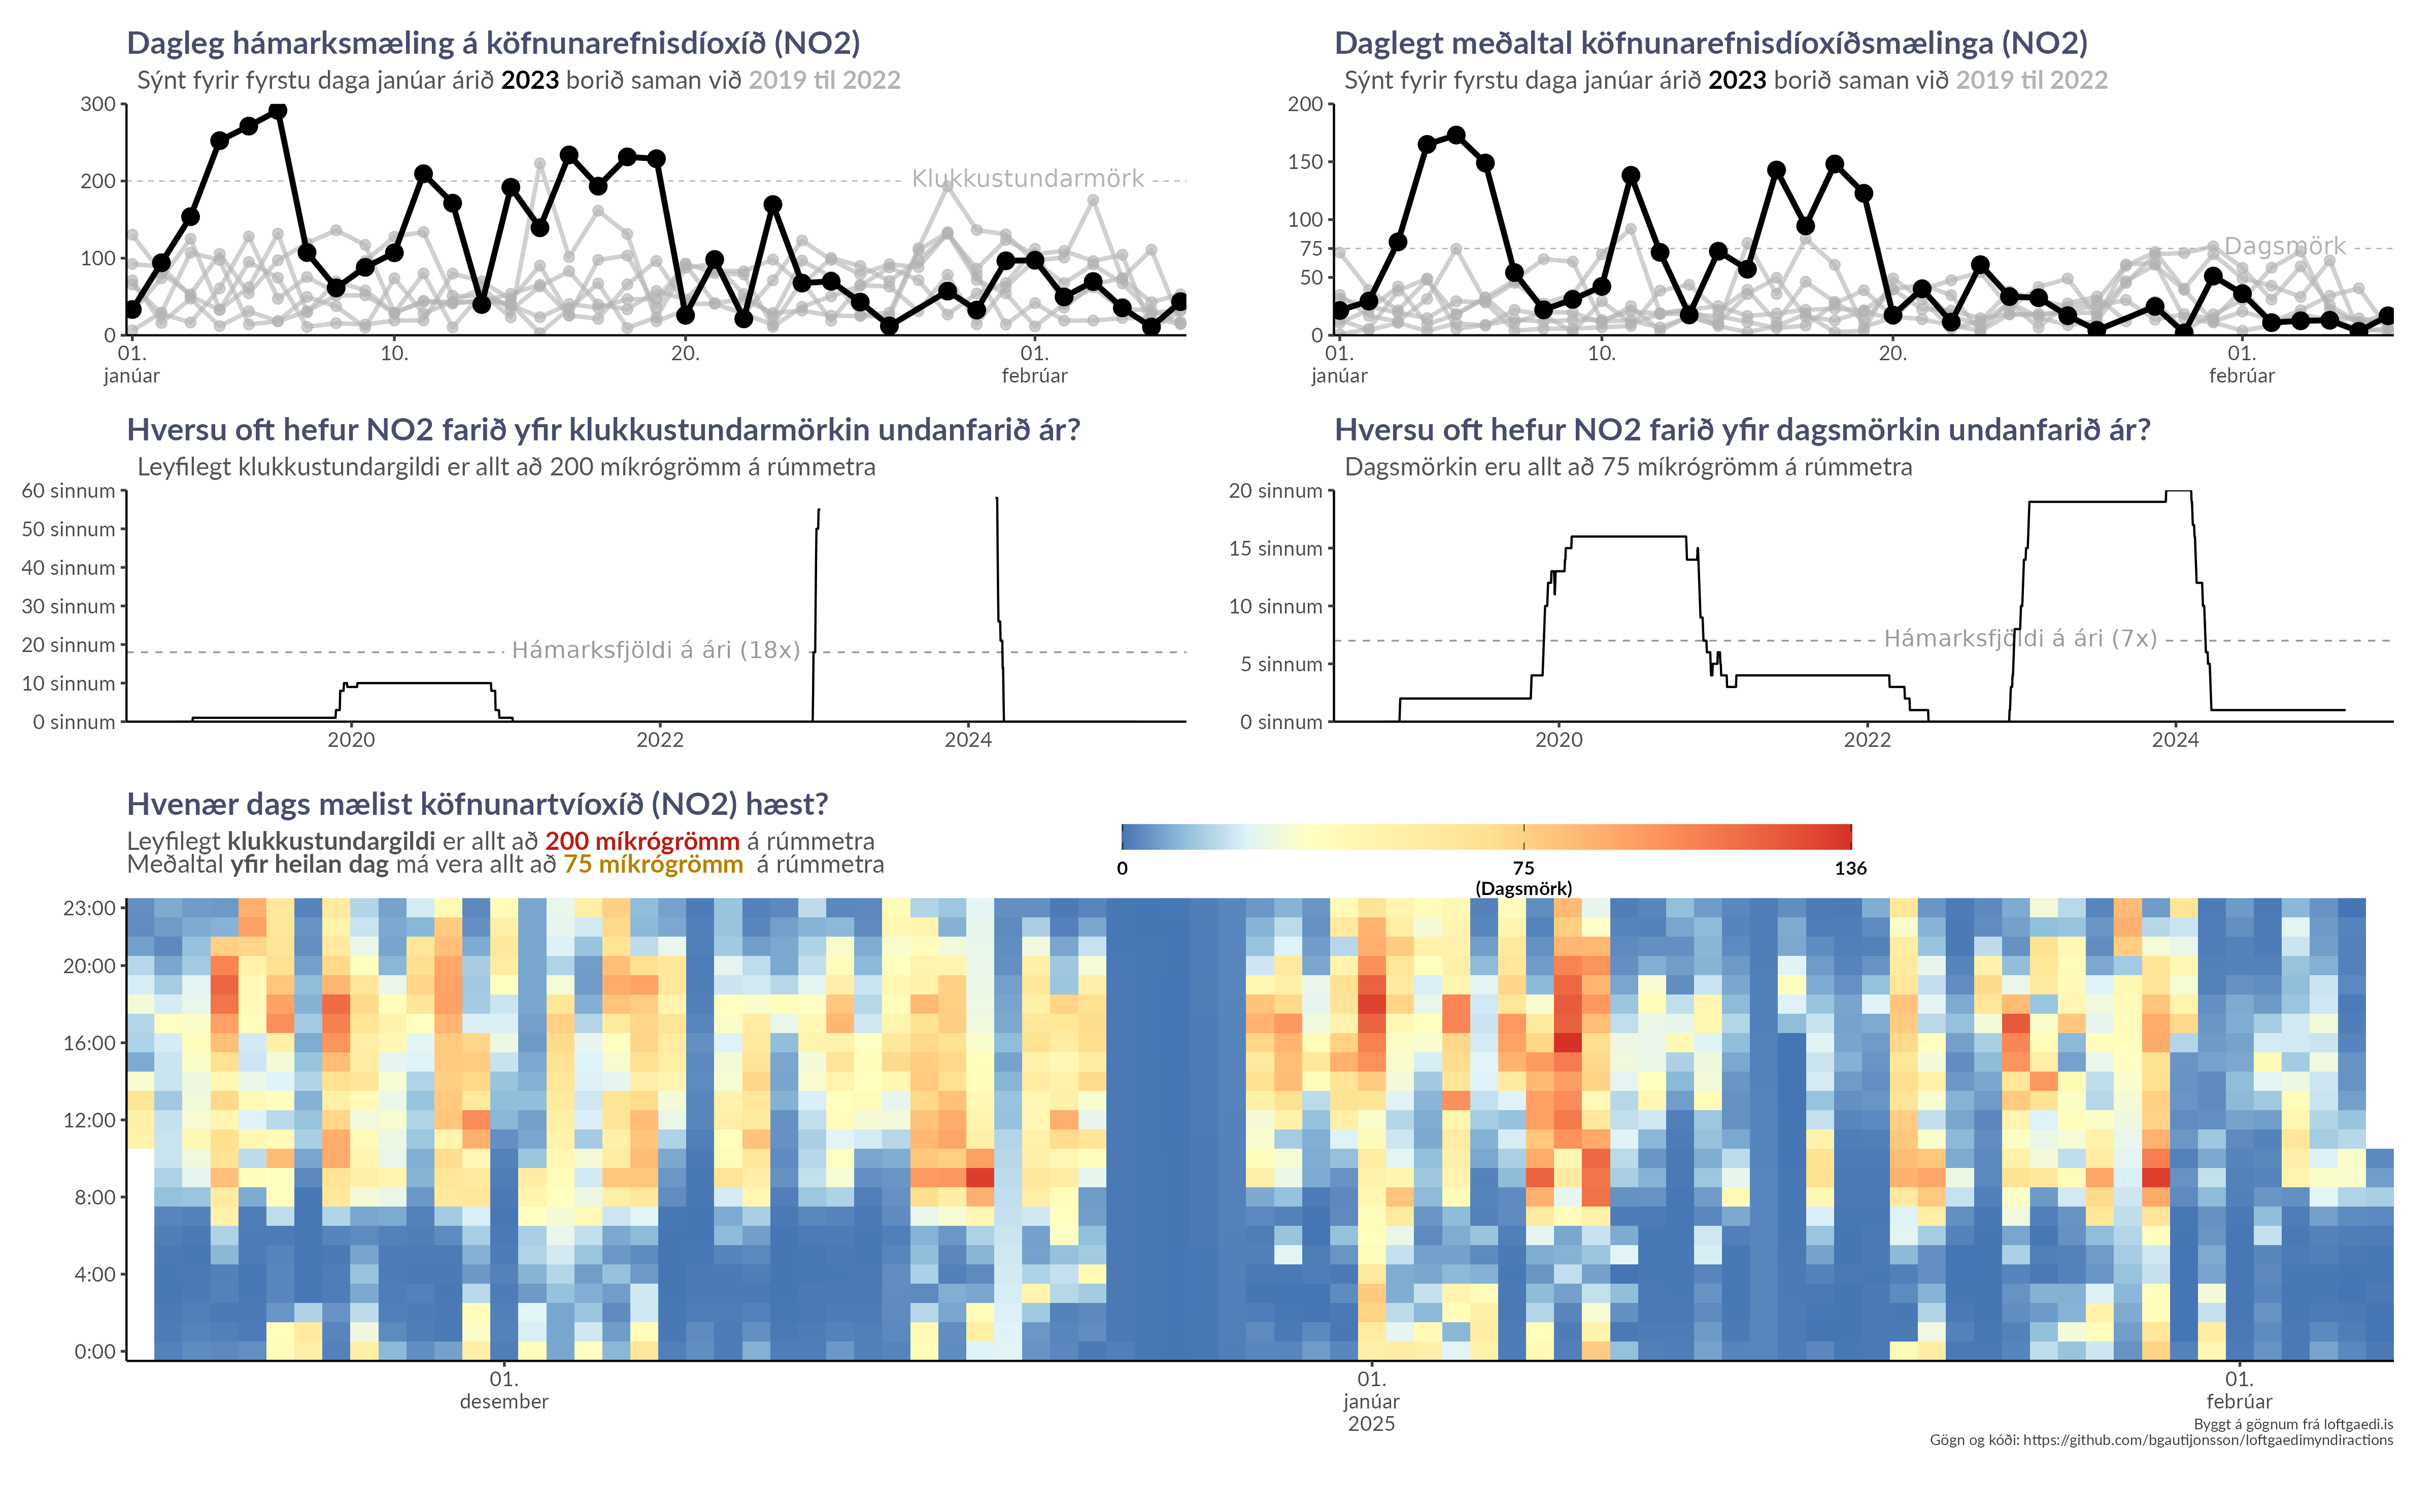 Dagleg hámarksmæling á köfnunarefnisdíoxíð (NO2)
Sýnt fyrir fyrstu daga janúar árið 2023 borið saman við 2019 til 2022
300
200
100
0
Klukkustundarmörk
01.
janúar
10.
20.
01.
febrúar
Daglegt meðaltal köfnunarefnisdíoxíðsmælinga (NO2)
Sýnt fyrir fyrstu daga janúar árið 2023 borið saman við 2019 til 2022
200
150
100
75
50
0
Dagsmörk
01.
janúar
10.
20.
01.
febrúar
Hversu oft hefur NO2 farið yfir klukkustundarmörkin undanfarið ár?
Leyfilegt klukkustundargildi er allt að 200 míkrógrömm á rúmmetra
60 sinnum
50 sinnum
40 sinnum
30 sinnum
20 sinnum
10 sinnum
0 sinnum
Hámarksfjöldi á ári (18x)
2020
2022
2024
Hversu oft hefur NO2 farið yfir dagsmörkin undanfarið ár?
Dagsmörkin eru allt að 75 míkrógrömm á rúmmetra
20 sinnum
15 sinnum
10 sinnum
5 sinnum
0 sinnum
Hámarksfjöldi á ári (7x)
2020
2022
2024
Hvenær dags mælist köfnunartvíoxíð (NO2) hæst?
Leyfilegt klukkustundargildi er allt að 200 míkrógrömm á rúmmetra
Meðaltal yfir heilan dag má vera allt að 75 míkrógrömm á rúmmetra
0
75
(Dagsmörk)
136
23:00
20:00
16:00
12:00
8:00
4:00
0:00
01.
desember
01.
janúar
2025
01.
febrúar
Byggt á gögnum frá loftgaedi.is
Gögn og kóði: https://github.com/bgautijonsson/loftgaedimyndiractions